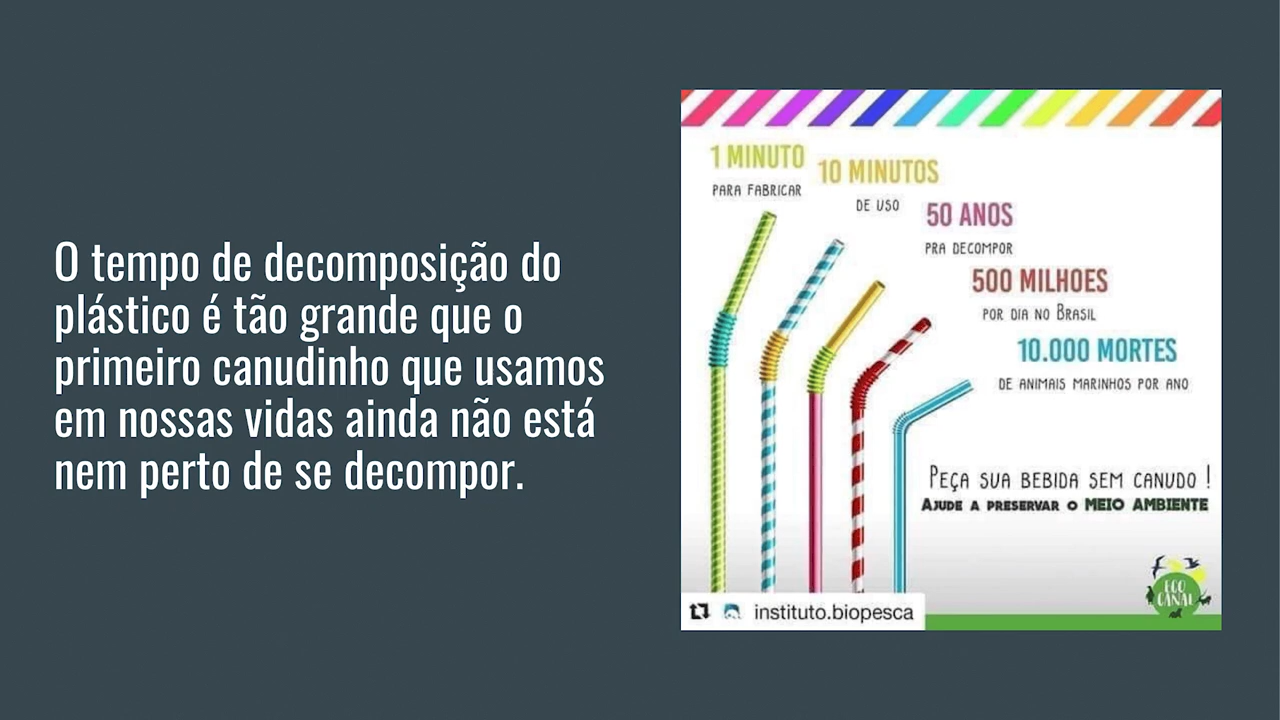 O tempo de decomposição do
plástico é tão grande que o
primeiro canudinho que usamos
em nossas vidas ainda não está
nem perto de se decompor.
1 MINUTO
PARA FABRICAR
10 MINUTOS
DE USO
50 ANOS
PRA DECOMPOR
500 MILHOES
POR DIA NO BRASIL
10.000 MORTES
DE ANIMAIS MARINHOS POR ANO
PEÇA SUA BEBIDA SEM CANUDO !
AJUDE A PRESERVAR O MEIO AMBIENTE
ECO
CANAL
instituto.biopesca